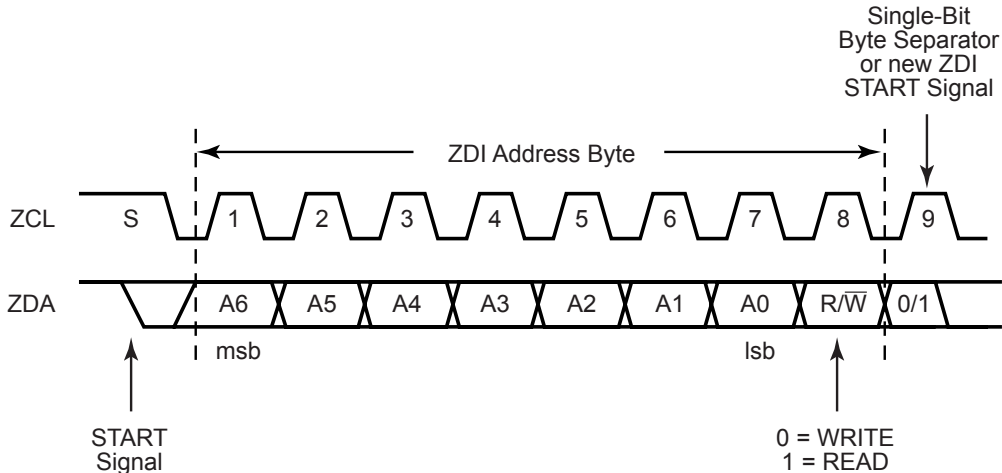 Single-Bit
Byte Separator
or new ZDI
START Signal
ZDI Address Byte
ZCL S 1 2 3 4 5 6 7 8 9
ZDA A6 A5 A4 A3 A2 A1 A0 R/W̅ 0/1
msb lsb
START
Signal
0 = WRITE
1 = READ